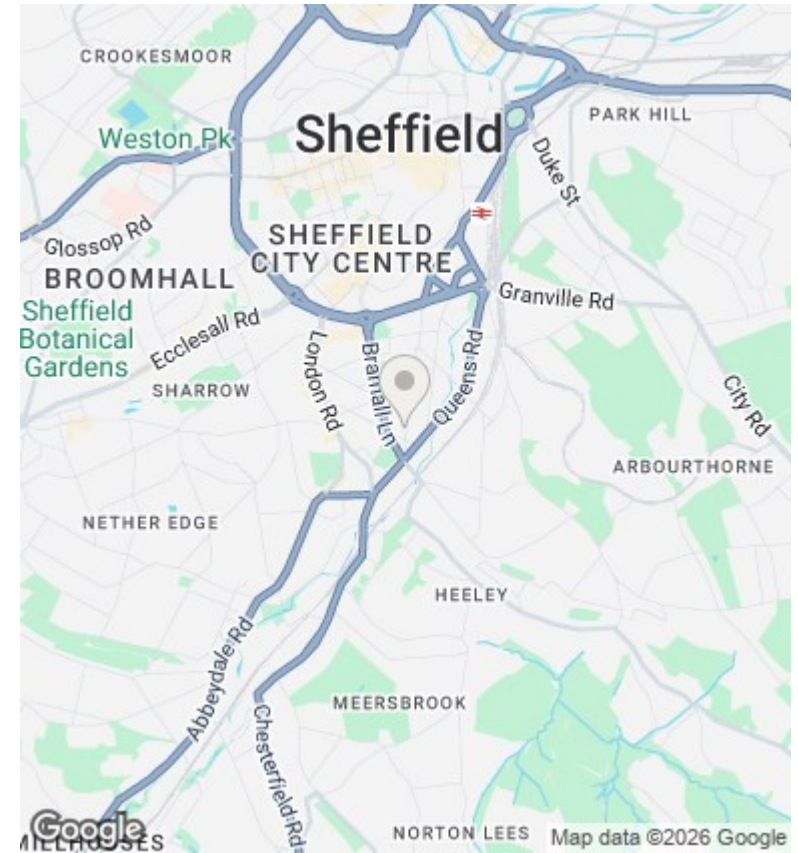 CROOKESMOOR
PARK HILL
Weston Pk
Sheffield
Duke St
Glossop Rd
SHEFFIELD
CITY CENTRE
BROOMHALL
Granville Rd
Sheffield
Botanical
Gardens
Ecclesall Rd
London Rd
Bramall Ln
Queens Rd
SHARROW
City Rd
ARBOURTHORNE
NETHER EDGE
HEELEY
Abbeydale Rd
MEERSBROOK
Chesterfield Rd
Google
MILLHOUSES
NORTON LEES
Map data ©2026 Google